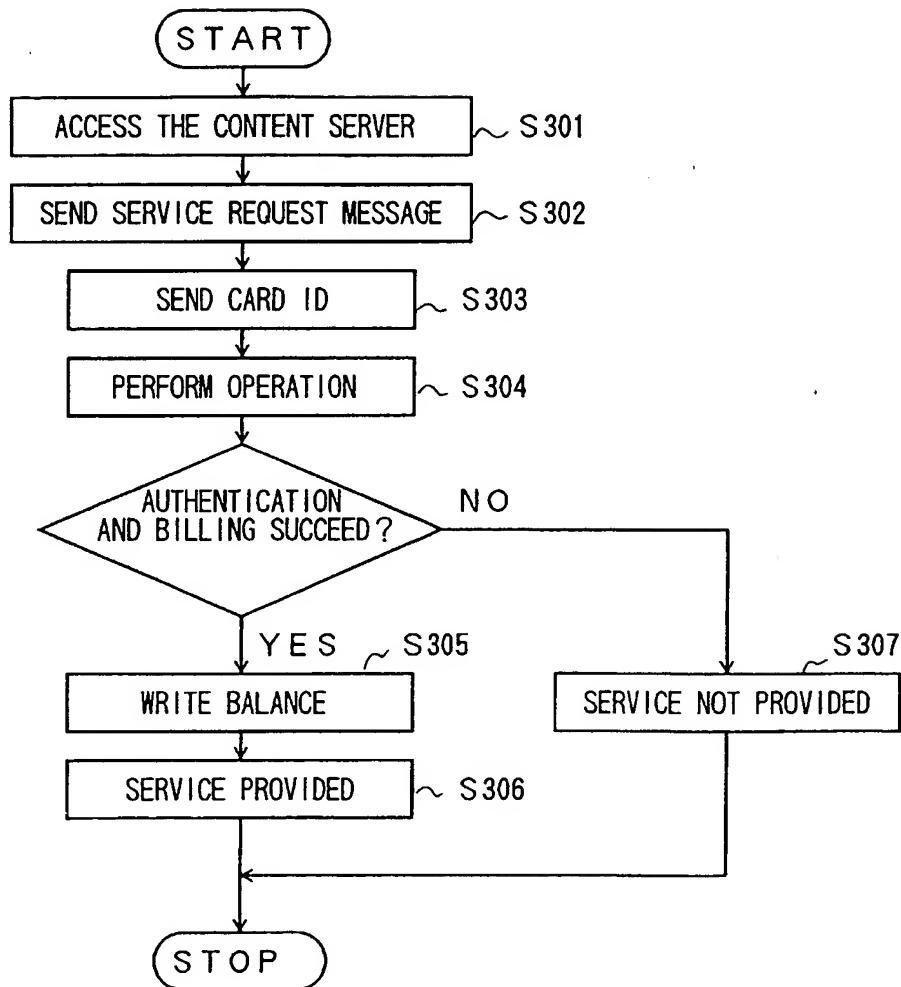 START
ACCESS THE CONTENT SERVER
S301
SEND SERVICE REQUEST MESSAGE
S302
SEND CARD ID
S303
PERFORM OPERATION
S304
AUTHENTICATION
AND BILLING SUCCEED?
NO
YES
S305
WRITE BALANCE
S307
SERVICE NOT PROVIDED
SERVICE PROVIDED
S306
STOP